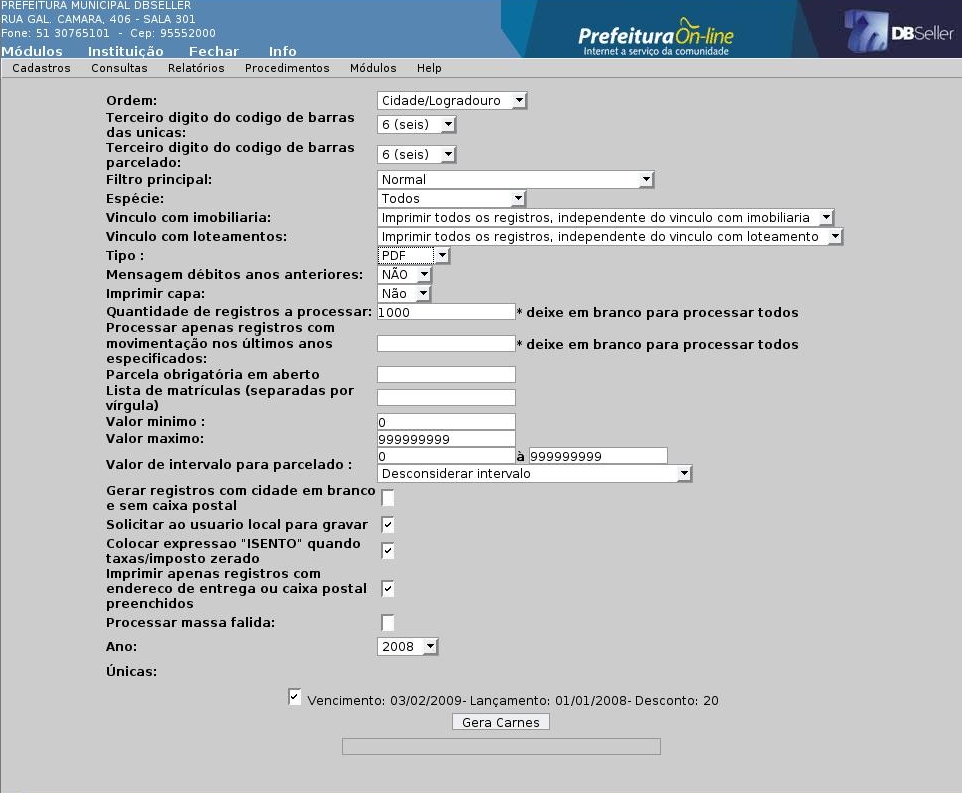 PREFEITURA MUNICIPAL DBSELLER
RUA GAL. CAMARA, 406 - SALA 301
Fone: 51 30765101 - Cep: 95552000
Módulos Instituição Fechar Info
PrefeituraOn-line
Internet a serviço da comunidade
DBSeller
Cadastros Consultas Relatórios Procedimentos Módulos Help
Ordem: Cidade/Logradouro
Terceiro digito do codigo de barras
das unicas: 6 (seis)
Terceiro digito do codigo de barras
parcelado: 6 (seis)
Filtro principal: Normal
Espécie: Todos
Vinculo com imobiliaria: Imprimir todos os registros, independente do vinculo com imobiliaria
Vinculo com loteamentos: Imprimir todos os registros, independente do vinculo com loteamento
Tipo : PDF
Mensagem débitos anos anteriores: NÃO
Imprimir capa: Não
Quantidade de registros a processar: 1000 * deixe em branco para processar todos
Processar apenas registros com
movimentação nos últimos anos * deixe em branco para processar todos
especificados:
Parcela obrigatória em aberto
Lista de matrículas (separadas por
vírgula)
Valor minimo : 0
Valor maximo: 999999999
Valor de intervalo para parcelado : 0 à 999999999
Desconsiderar intervalo
Gerar registros com cidade em branco
e sem caixa postal
Solicitar ao usuario local para gravar
Colocar expressao "ISENTO" quando
taxas/imposto zerado
Imprimir apenas registros com
endereco de entrega ou caixa postal
preenchidos
Processar massa falida:
Ano: 2008
Únicas:
Vencimento: 03/02/2009- Lançamento: 01/01/2008- Desconto: 20
Gera Carnes